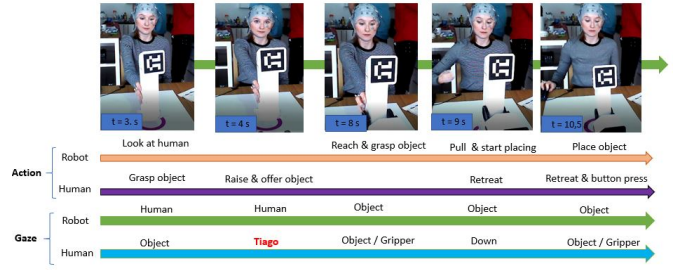 t = 3. s
t = 4 s
t = 8 s
t = 9 s
t = 10,5
Look at human
Reach & grasp object
Pull & start placing
Place object
Robot
Action
Grasp object
Raise & offer object
Retreat
Retreat & button press
Human
Human
Human
Object
Object
Object
Robot
Gaze
Object
Tiago
Object / Gripper
Down
Object / Gripper
Human